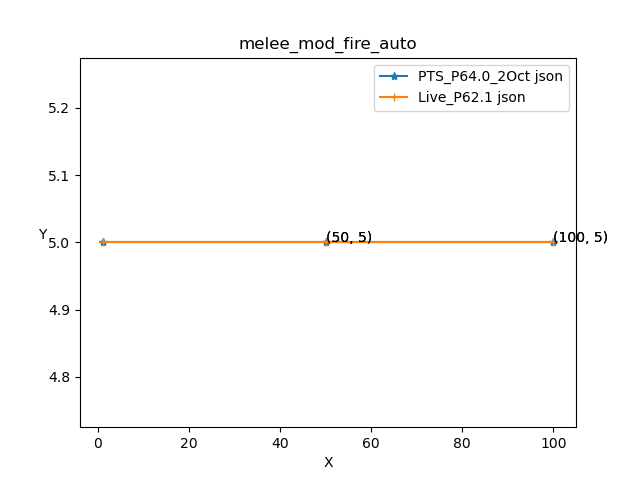 melee_mod_fire_auto
PTS_P64.0_2Oct json
Live_P62.1 json
5.2
5.1
Y
5.0
(50, 5)
(100, 5)
4.9
4.8
0
20
40
60
80
100
X